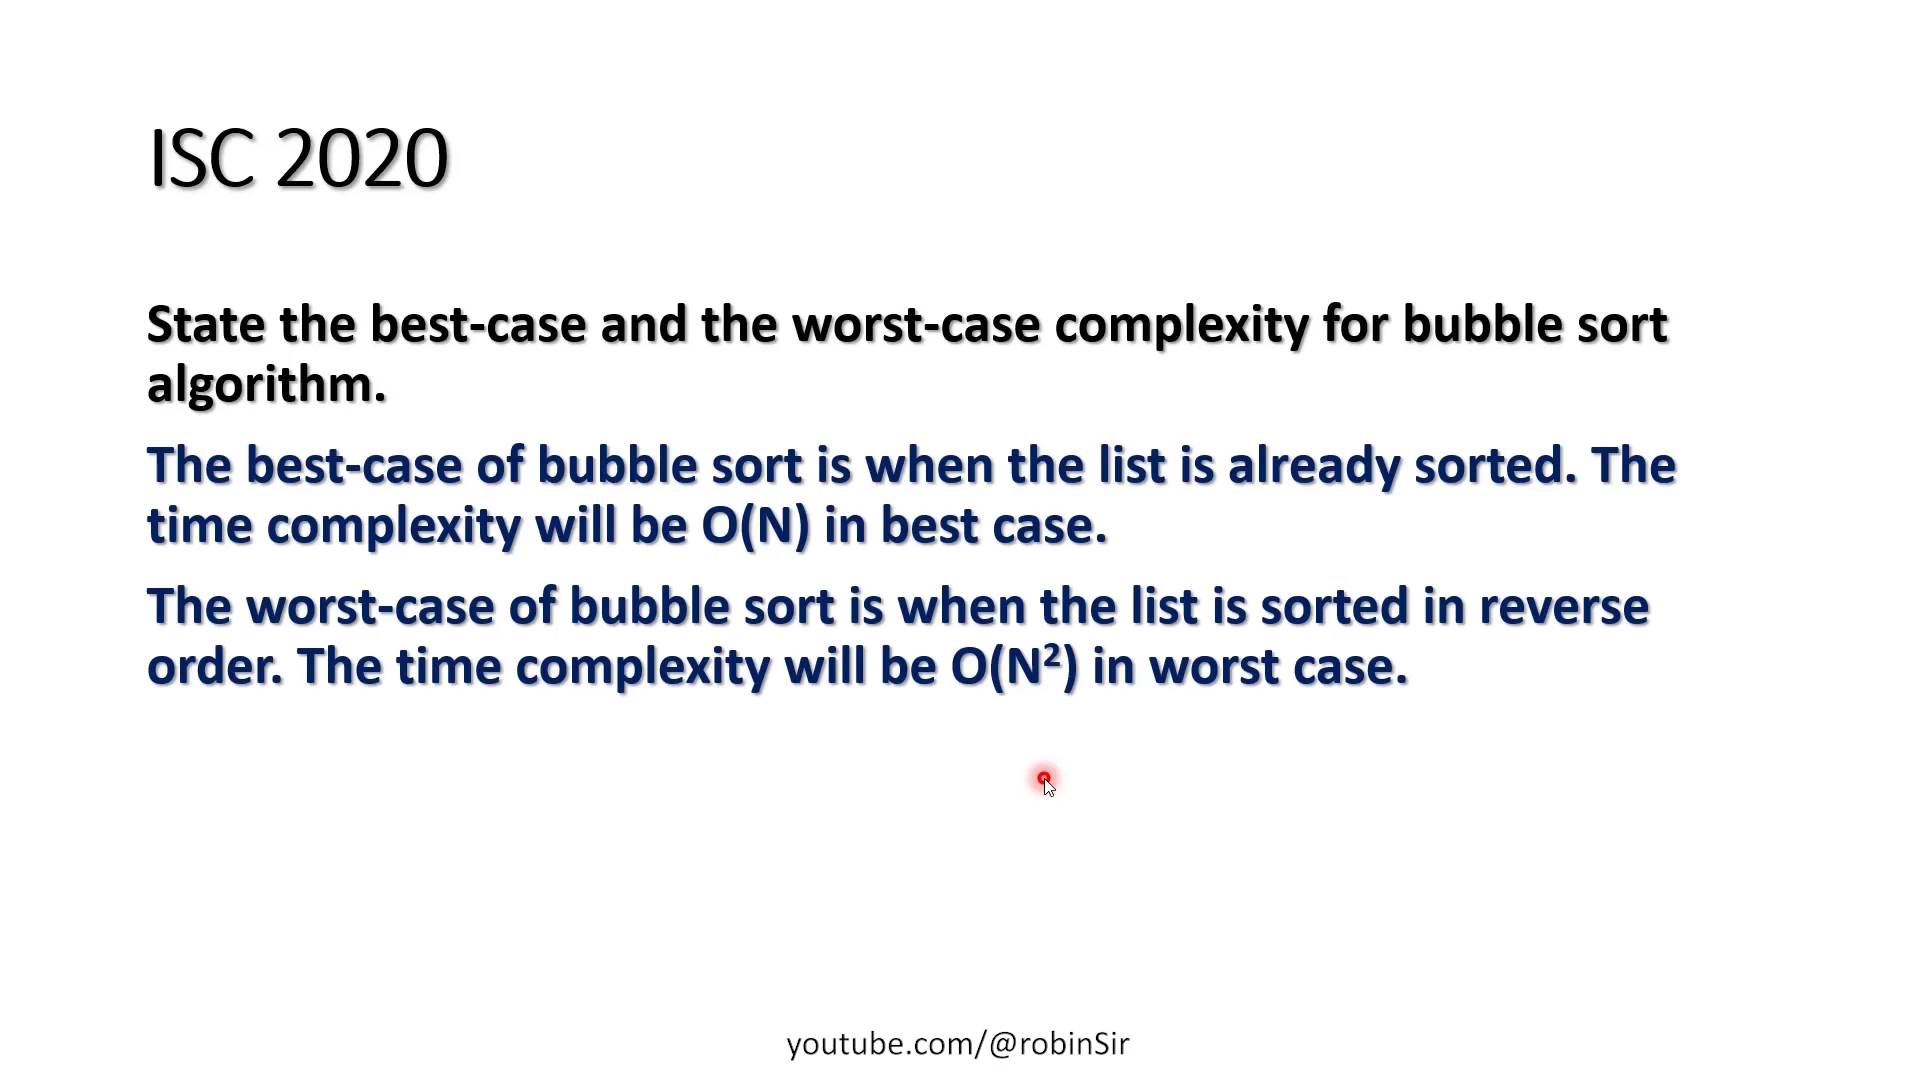 ISC 2020
State the best-case and the worst-case complexity for bubble sort
algorithm.
The best-case of bubble sort is when the list is already sorted. The
time complexity will be O(N) in best case.
The worst-case of bubble sort is when the list is sorted in reverse
order. The time complexity will be O(N²) in worst case.
youtube.com/@robinSir